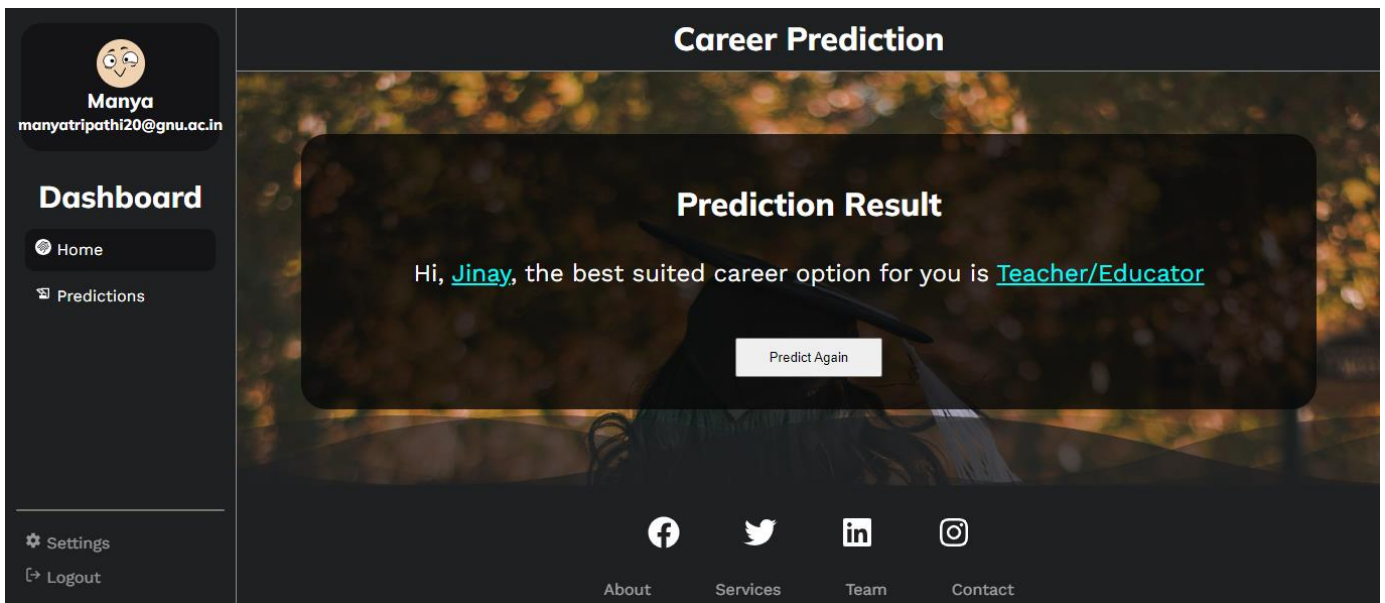 Career Prediction
Manya
manyatripathi20@gnu.ac.in
Dashboard
Home
Predictions
Prediction Result
Hi, Jinay, the best suited career option for you is Teacher/Educator
Predict Again
Settings
Logout
About Services Team Contact